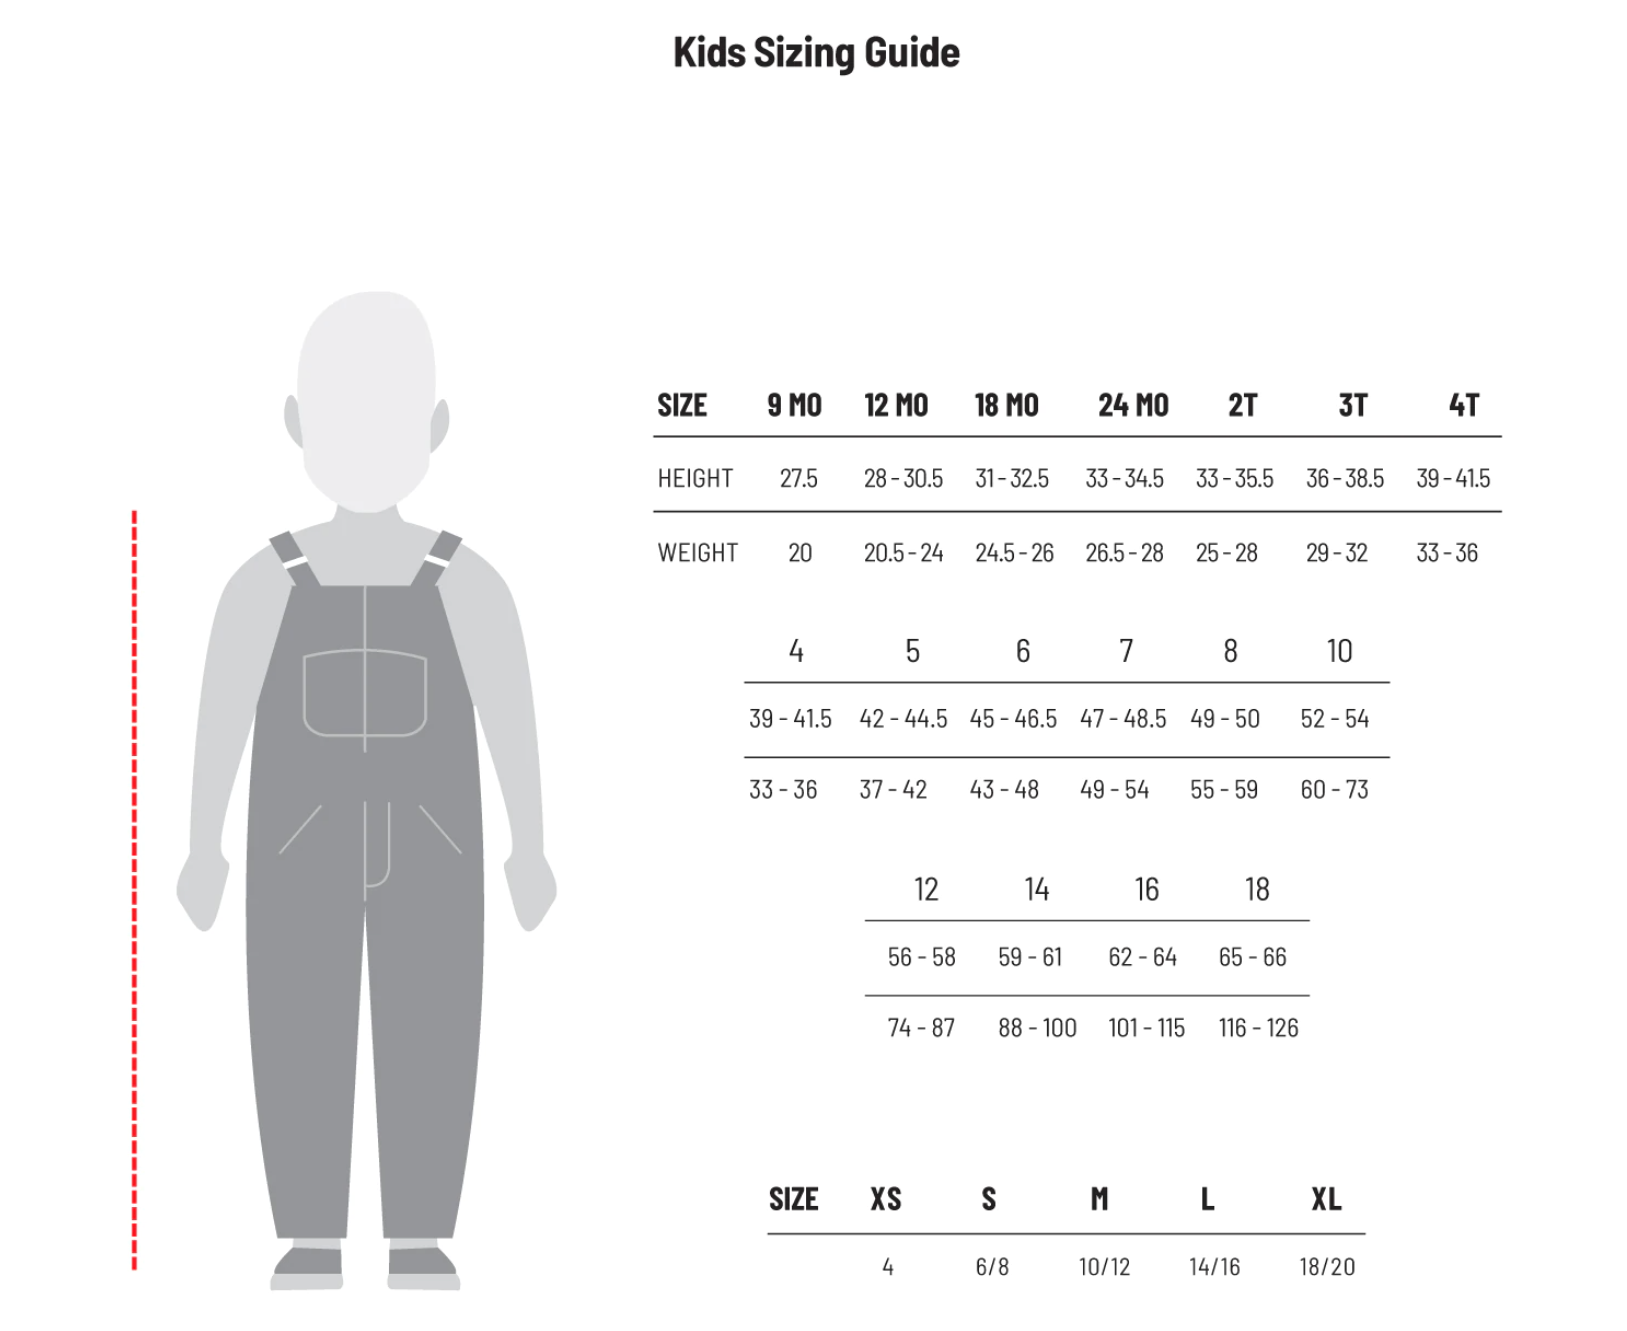 Kids Sizing Guide
SIZE 9 MO 12 MO 18 MO 24 MO 2T 3T 4T
HEIGHT 27.5 28 - 30.5 31 - 32.5 33 - 34.5 33 - 35.5 36 - 38.5 39 - 41.5
WEIGHT 20 20.5 - 24 24.5 - 26 26.5 - 28 25 - 28 29 - 32 33 - 36
4 5 6 7 8 10
39 - 41.5 42 - 44.5 45 - 46.5 47 - 48.5 49 - 50 52 - 54
33 - 36 37 - 42 43 - 48 49 - 54 55 - 59 60 - 73
12 14 16 18
56 - 58 59 - 61 62 - 64 65 - 66
74 - 87 88 - 100 101 - 115 116 - 126
SIZE XS S M L XL
4 6/8 10/12 14/16 18/20